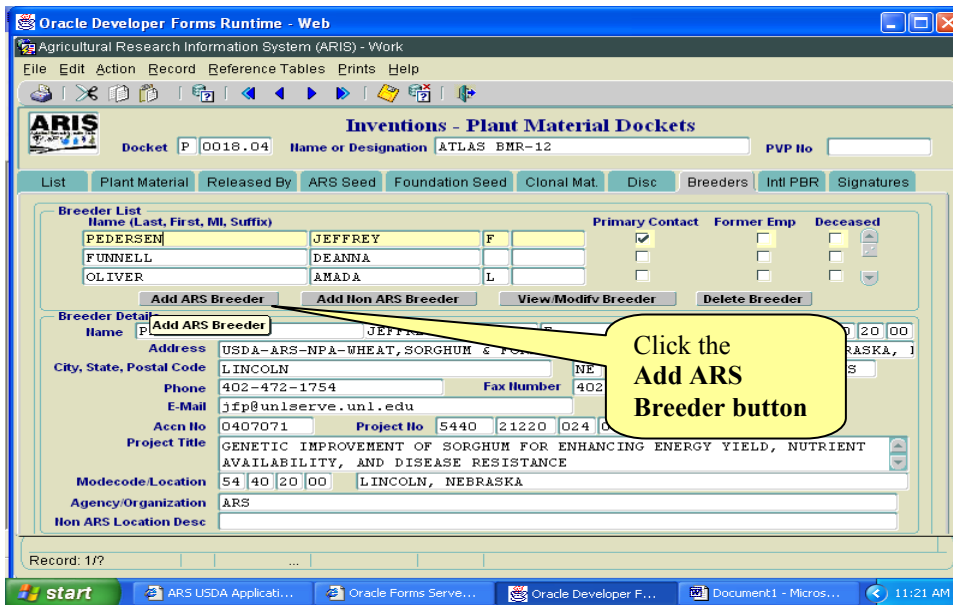 Oracle Developer Forms Runtime - Web
Agricultural Research Information System (ARIS) - Work
File Edit Action Record Reference Tables Prints Help
ARIS
Inventions - Plant Material Dockets
Docket P 0018.04 Name or Designation ATLAS BMR-12 PVP No
List Plant Material Released By ARS Seed Foundation Seed Clonal Mat. Disc Breeders Intl PBR Signatures
Breeder List
Name (Last, First, MI, Suffix) Primary Contact Former Emp Deceased
PEDERSEN JEFFREY F
FUNNELL DEANNA
OLIVER AMADA L
Add ARS Breeder Add Non ARS Breeder View/Modify Breeder Delete Breeder
Breeder Details
Add ARS Breeder
Name 20 00
Address USDA-ARS-NPA-WHEAT,SORGHUM &
City, State, Postal Code LINCOLN NE
Phone 402-472-1754 Fax Number 402
E-Mail jfp@unlserve.unl.edu
Accn No 0407071 Project No 5440 21220 024
Project Title GENETIC IMPROVEMENT OF SORGHUM FOR ENHANCING ENERGY YIELD, NUTRIENT
AVAILABILITY, AND DISEASE RESISTANCE
Modecode/Location 54 40 20 00 LINCOLN, NEBRASKA
Agency/Organization ARS
Non ARS Location Desc
Click the
Add ARS
Breeder button
Record: 1/? ...
start ARS USDA Applicati... Oracle Forms Serve... Oracle Developer F... Document1 - Micros... 11:21 AM